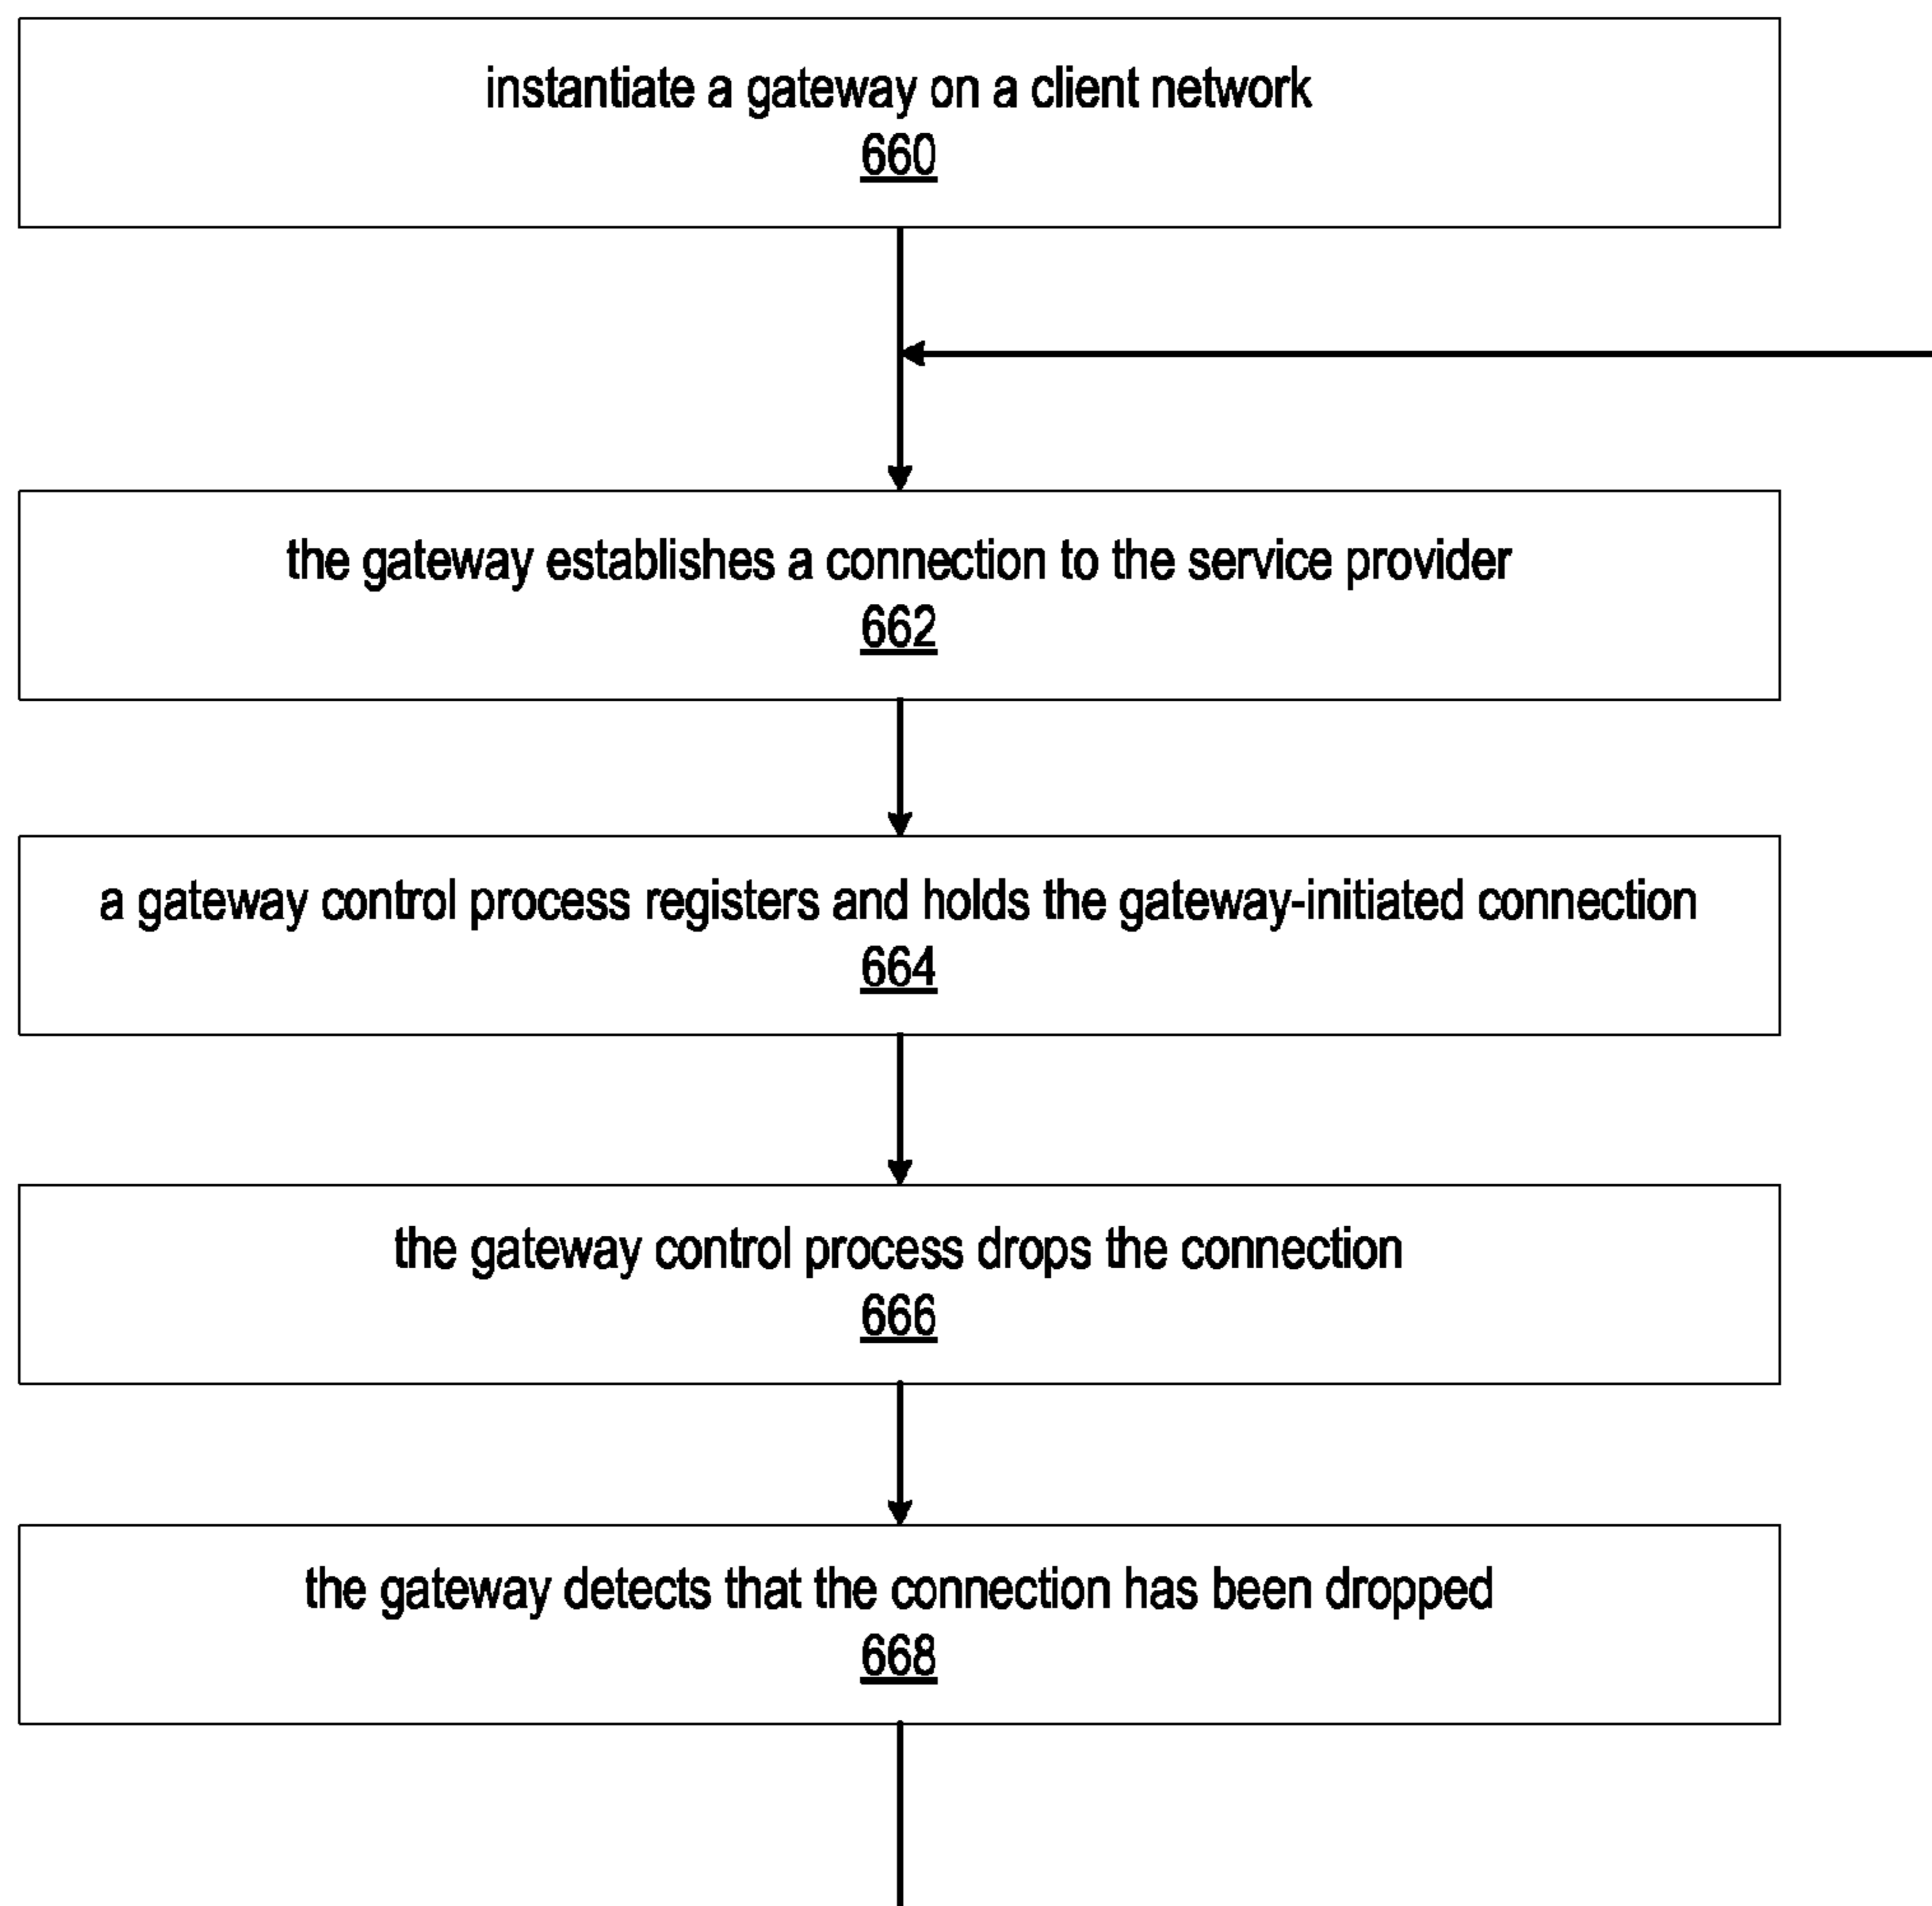 instantiate a gateway on a client network
660
the gateway establishes a connection to the service provider
662
a gateway control process registers and holds the gateway-initiated connection
664
the gateway control process drops the connection
666
the gateway detects that the connection has been dropped
668